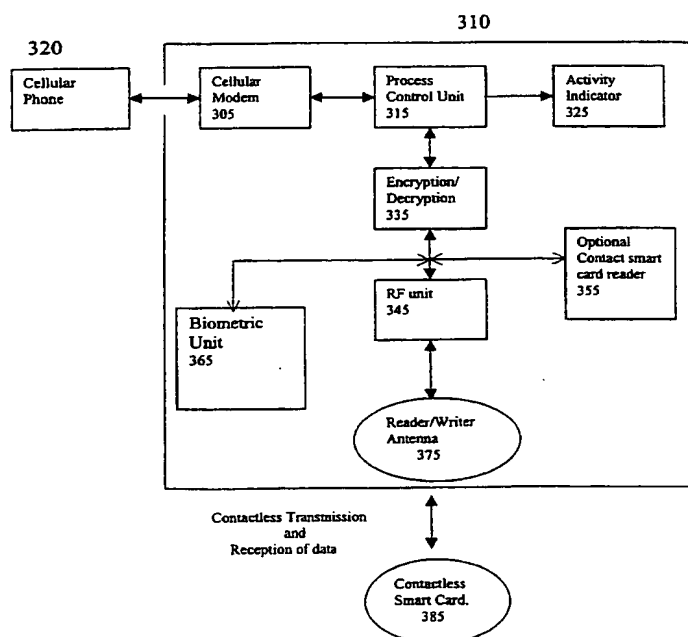 310
320
Cellular
Phone
Cellular
Modem
305
Process
Control Unit
315
Activity
Indicator
325
Encryption/
Decryption
335
Optional
Contact smart
card reader
355
RF unit
345
Biometric
Unit
365
Reader/Writer
Antenna
375
Contactless Transmission
and
Reception of data
Contactless
Smart Card.
385